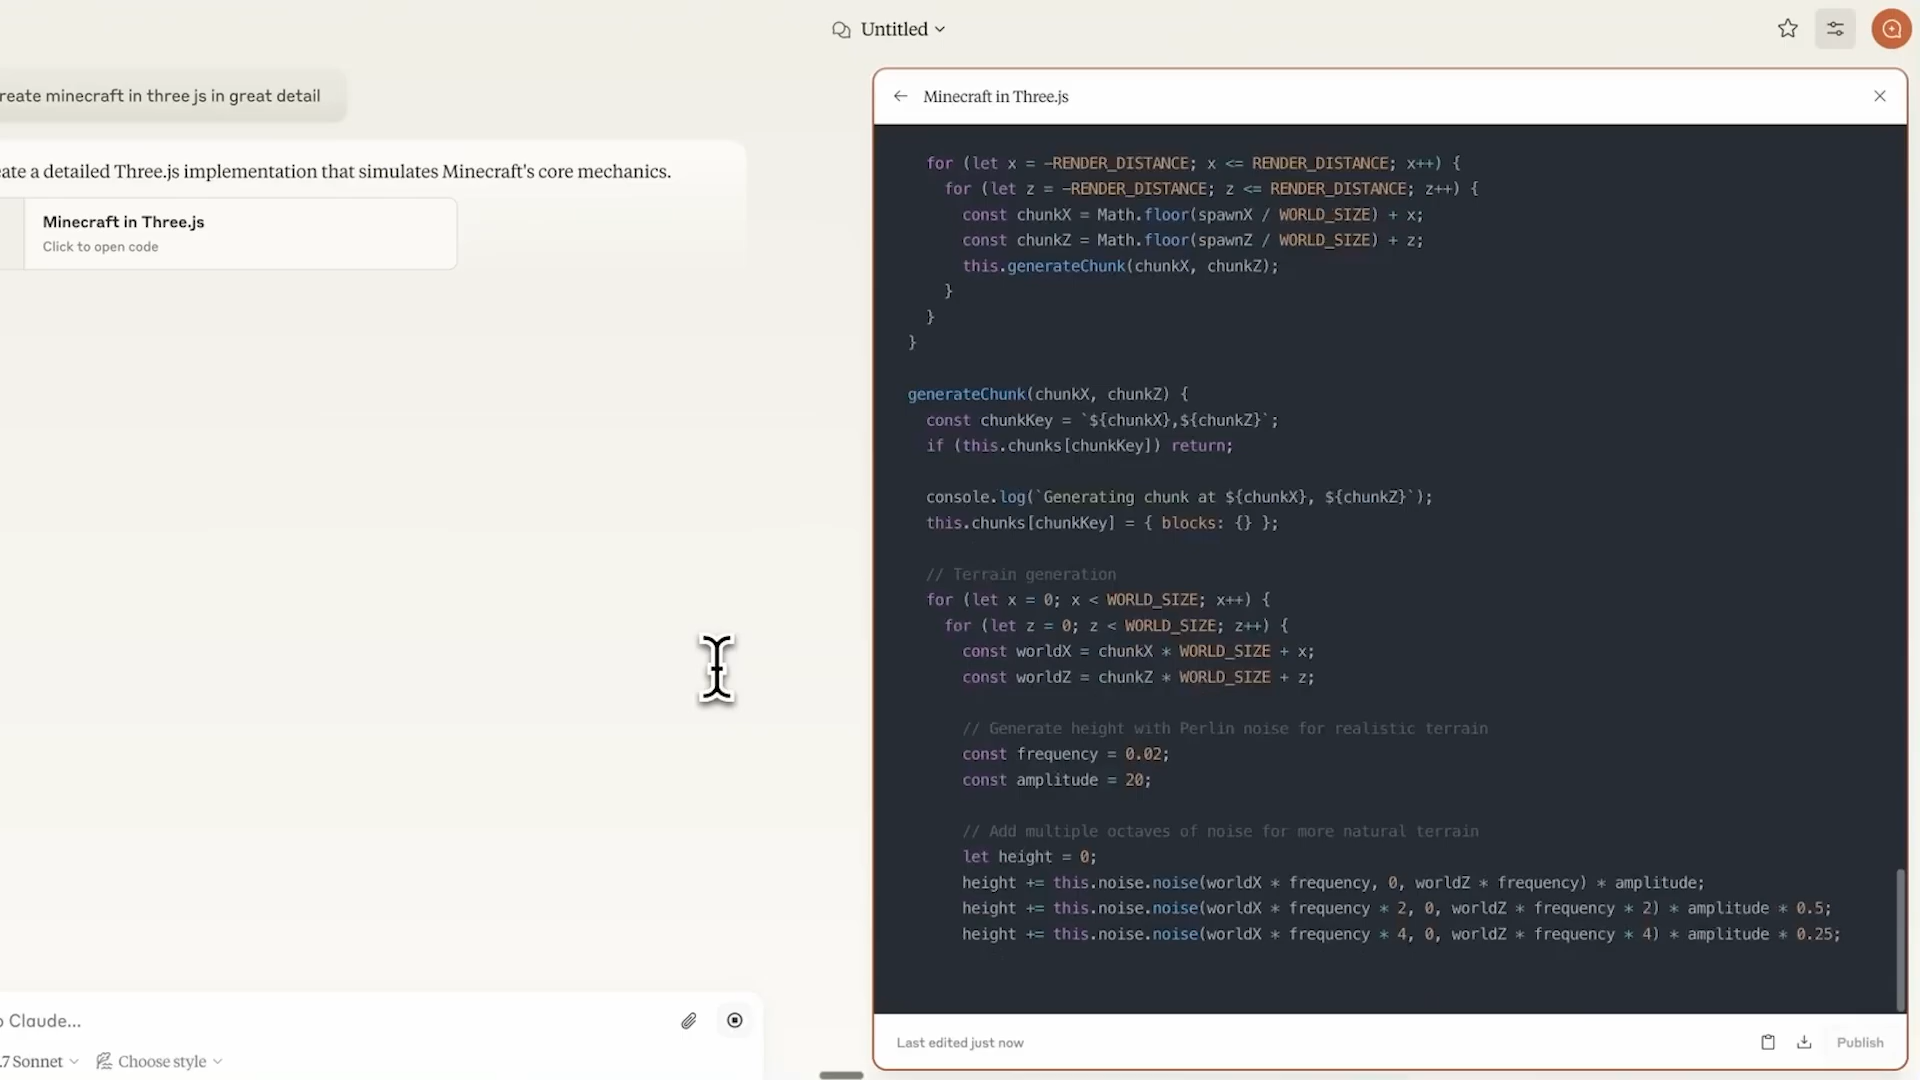 Untitled
reate minecraft in three js in great detail
ate a detailed Three.js implementation that simulates Minecraft's core mechanics.
Minecraft in Three.js
Click to open code
o Claude...
.7 Sonnet
Choose style
Minecraft in Three.js
for (let x = -RENDER_DISTANCE; x <= RENDER_DISTANCE; x++) {
for (let z = -RENDER_DISTANCE; z <= RENDER_DISTANCE; z++) {
const chunkX = Math.floor(spawnX / WORLD_SIZE) + x;
const chunkZ = Math.floor(spawnZ / WORLD_SIZE) + z;
this.generateChunk(chunkX, chunkZ);
}
}
}
generateChunk(chunkX, chunkZ) {
const chunkKey = `${chunkX},${chunkZ}`;
if (this.chunks[chunkKey]) return;
console.log(`Generating chunk at ${chunkX}, ${chunkZ}`);
this.chunks[chunkKey] = { blocks: {} };
// Terrain generation
for (let x = 0; x < WORLD_SIZE; x++) {
for (let z = 0; z < WORLD_SIZE; z++) {
const worldX = chunkX * WORLD_SIZE + x;
const worldZ = chunkZ * WORLD_SIZE + z;
// Generate height with Perlin noise for realistic terrain
const frequency = 0.02;
const amplitude = 20;
// Add multiple octaves of noise for more natural terrain
let height = 0;
height += this.noise.noise(worldX * frequency, 0, worldZ * frequency) * amplitude;
height += this.noise.noise(worldX * frequency * 2, 0, worldZ * frequency * 2) * amplitude * 0.5;
height += this.noise.noise(worldX * frequency * 4, 0, worldZ * frequency * 4) * amplitude * 0.25;
Last edited just now
Publish